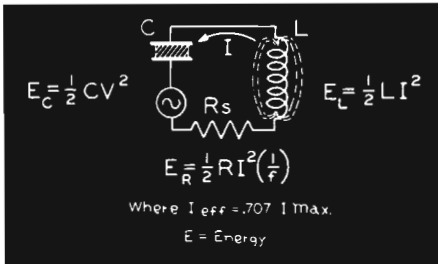 C L
I
E_C = ½ CV² E_L = ½ LI²
Rs
E_R = ½ RI² (1/f)
Where I eff = .707 I max.
E = Energy